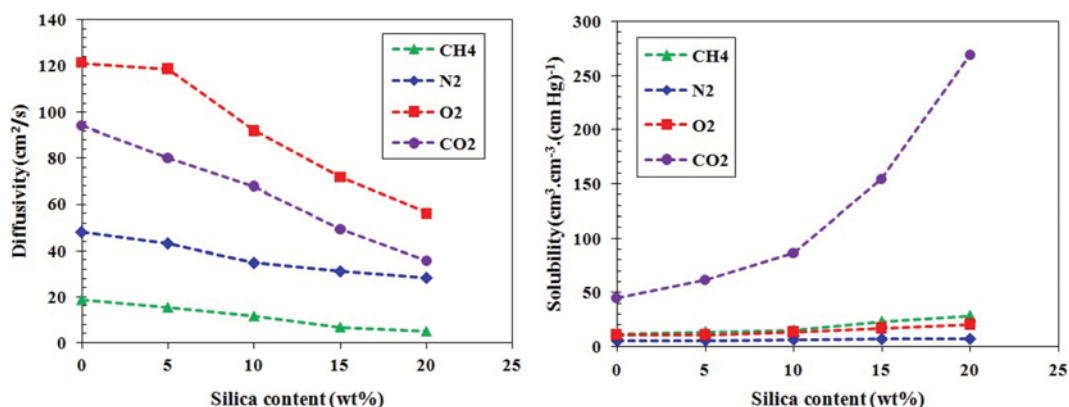 Diffusivity(cm²/s)
140
120
100
80
60
40
20
0
0 5 10 15 20 25
Silica content (wt%)
CH4
N2
O2
CO2
Solubility(cm³.cm⁻³.(cm Hg)⁻¹)
300
250
200
150
100
50
0
0 5 10 15 20 25
Silica content (wt%)
CH4
N2
O2
CO2